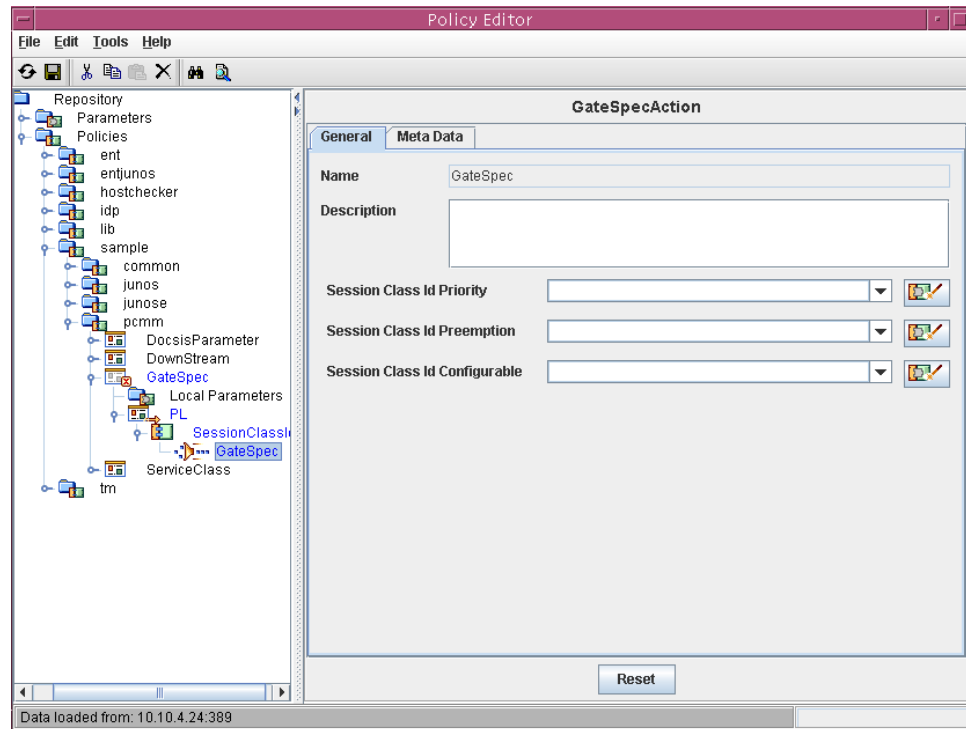 Policy Editor
File Edit Tools Help
Repository
Parameters
Policies
ent
entjunos
hostchecker
idp
lib
sample
common
junos
junose
pcmm
DocsisParameter
DownStream
GateSpec
Local Parameters
PL
SessionClassI
GateSpec
ServiceClass
tm
GateSpecAction
General Meta Data
Name GateSpec
Description
Session Class Id Priority
Session Class Id Preemption
Session Class Id Configurable
Reset
Data loaded from: 10.10.4.24:389